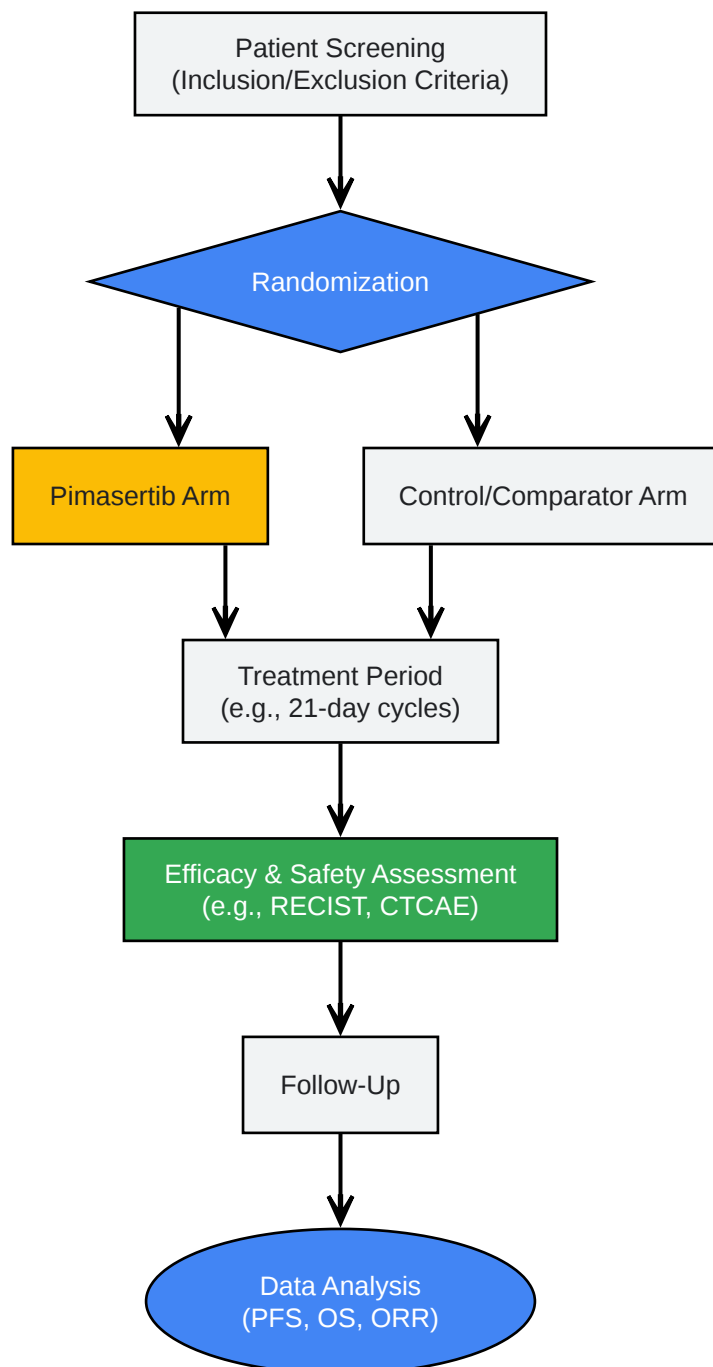 Patient Screening
(Inclusion/Exclusion Criteria)
Randomization
Pimasertib Arm
Control/Comparator Arm
Treatment Period
(e.g., 21-day cycles)
Efficacy & Safety Assessment
(e.g., RECIST, CTCAE)
Follow-Up
Data Analysis
(PFS, OS, ORR)